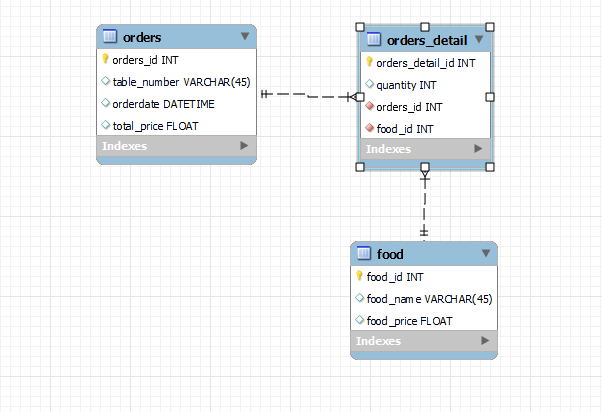 orders
orders_id INT
table_number VARCHAR(45)
orderdate DATETIME
total_price FLOAT
Indexes
orders_detail
orders_detail_id INT
quantity INT
orders_id INT
food_id INT
Indexes
food
food_id INT
food_name VARCHAR(45)
food_price FLOAT
Indexes